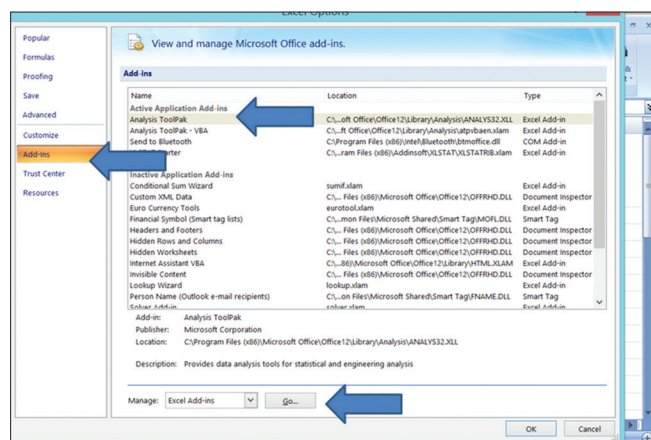 Excel Options
Popular
Formulas
Proofing
Save
Advanced
Customize
Add-Ins
Trust Center
Resources
View and manage Microsoft Office add-ins.
Add-ins
Name Location Type
Active Application Add-ins
Analysis ToolPak C:\...oft Office\Office12\Library\Analysis\ANALYS32.XLL Excel Add-in
Analysis ToolPak - VBA C:\...ft Office\Office12\Library\Analysis\atpvbaen.xlam Excel Add-in
Send to Bluetooth C:\Program Files (x86)\Intel\Bluetooth\btmoffice.dll COM Add-in
C:\...ram Files (x86)\Addinsoft\XLSTAT\XLSTATRIB.xlam Excel Add-in
Inactive Application Add-ins
Conditional Sum Wizard sumif.xlam Excel Add-in
Custom XML Data C:\... Files (x86)\Microsoft Office\Office12\OFFRHD.DLL Document Inspector
Euro Currency Tools eurotool.xlam Excel Add-in
Financial Symbol (Smart tag lists) C:\...mon Files\Microsoft Shared\Smart Tag\MOFL.DLL Smart Tag
Headers and Footers C:\... Files (x86)\Microsoft Office\Office12\OFFRHD.DLL Document Inspector
Hidden Rows and Columns C:\... Files (x86)\Microsoft Office\Office12\OFFRHD.DLL Document Inspector
Hidden Worksheets C:\... Files (x86)\Microsoft Office\Office12\OFFRHD.DLL Document Inspector
Internet Assistant VBA C:\...86)\Microsoft Office\Office12\Library\HTML.XLAM Excel Add-in
Invisible Content C:\... Files (x86)\Microsoft Office\Office12\OFFRHD.DLL Document Inspector
Lookup Wizard lookup.xlam Excel Add-in
Person Name (Outlook e-mail recipients) C:\...on Files\Microsoft Shared\Smart Tag\FNAME.DLL Smart Tag
Solver Add-in solver.xlam Excel Add-in
Add-in: Analysis ToolPak
Publisher: Microsoft Corporation
Location: C:\Program Files (x86)\Microsoft Office\Office12\Library\Analysis\ANALYS32.XLL
Description: Provides data analysis tools for statistical and engineering analysis
Manage: Excel Add-ins Go...
OK Cancel